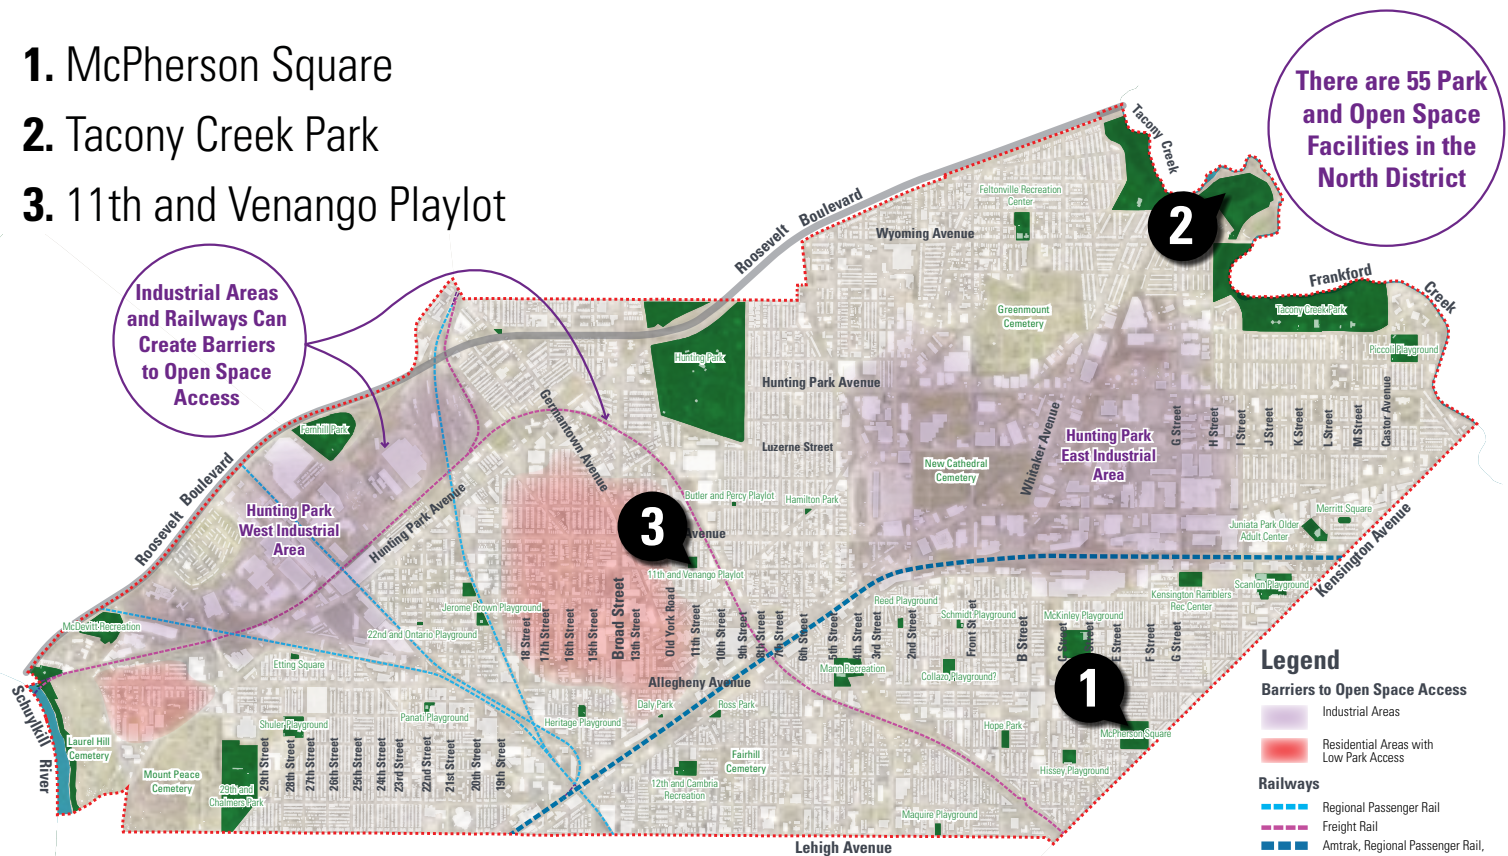 1. McPherson Square
2. Tacony Creek Park
3. 11th and Venango Playlot
There are 55 Park
and Open Space
Facilities in the
North District
Industrial Areas
and Railways Can
Create Barriers
to Open Space
Access
Tacony Creek
Roosevelt Boulevard
Feltonville Recreation
Center
Wyoming Avenue
2
Frankford Creek
Tacony Creek Park
Piccoli Playground
Greenmount
Cemetery
Hunting Park
Hunting Park Avenue
Germantown Avenue
Luzerne Street
Fernhill Park
Roosevelt Boulevard
Hunting Park
West Industrial
Area
Hunting Park Avenue
New Cathedral
Cemetery
Whitaker Avenue
Hunting Park
East Industrial
Area
G Street
H Street
I Street
J Street
K Street
L Street
M Street
Castor Avenue
Butler and Percy Playlot
Hamilton Park
3
Avenue
11th and Venango Playlot
Merritt Square
Juniata Park Older
Adult Center
Kensington Avenue
Scanlon Playground
Kensington Ramblers
Rec Center
McDevitt Recreation
Jerome Brown Playground
22nd and Ontario Playground
Etting Square
18 Street
17th Street
16th Street
15th Street
Broad Street
13th Street
Old York Road
11th Street
10th Street
9th Street
8th Street
7th Street
6th Street
5th Street
4th Street
3rd Street
2nd Street
Front Street
B Street
C Street
Street
E Street
F Street
G Street
Reed Playground
Schmidt Playground
McKinley Playground
Mann Recreation
Collazo Playground?
Allegheny Avenue
1
McPherson Square
Hope Park
Hissey Playground
Daly Park
Ross Park
Heritage Playground
Panati Playground
Shuler Playground
Schuylkill River
Laurel Hill
Cemetery
Mount Peace
Cemetery
29th and
Chalmers Park
29th Street
28th Street
27th Street
26th Street
25th Street
24th Street
23rd Street
22nd Street
21st Street
20th Street
19th Street
Fairhill
Cemetery
12th and Cambria
Recreation
Maquire Playground
Lehigh Avenue
Legend
Barriers to Open Space Access
Industrial Areas
Residential Areas with
Low Park Access
Railways
Regional Passenger Rail
Freight Rail
Amtrak, Regional Passenger Rail,